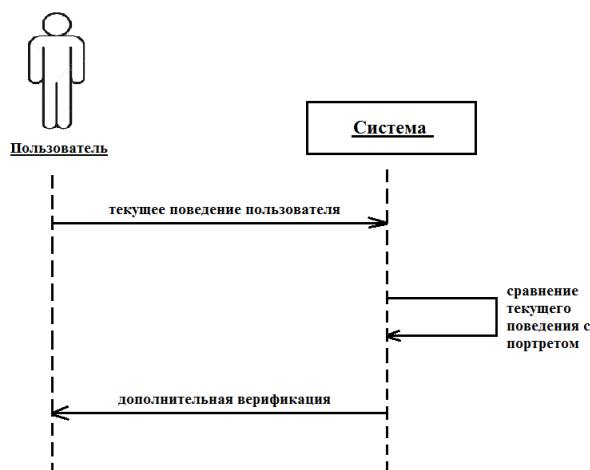 Пользователь
Система
текущее поведение пользователя
сравнение
текущего
поведения с
портретом
дополнительная верификация